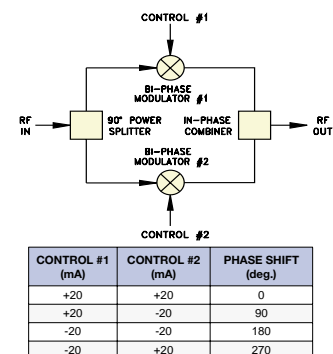 CONTROL #1
BI-PHASE
MODULATOR #1
RF
IN
90° POWER
SPLITTER
IN-PHASE
COMBINER
RF
OUT
BI-PHASE
MODULATOR #2
CONTROL #2
CONTROL #1 (mA) CONTROL #2 (mA) PHASE SHIFT (deg.)
+20 +20 0
+20 -20 90
-20 -20 180
-20 +20 270